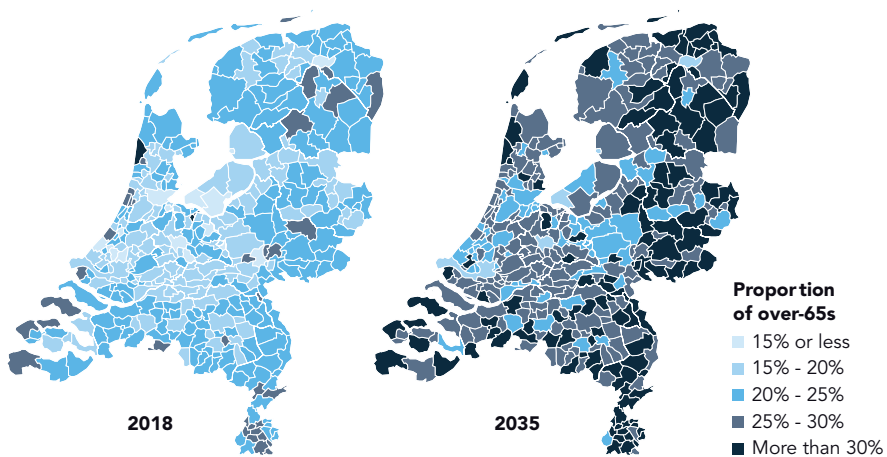 2018
2035
Proportion
of over-65s
15% or less
15% - 20%
20% - 25%
25% - 30%
More than 30%